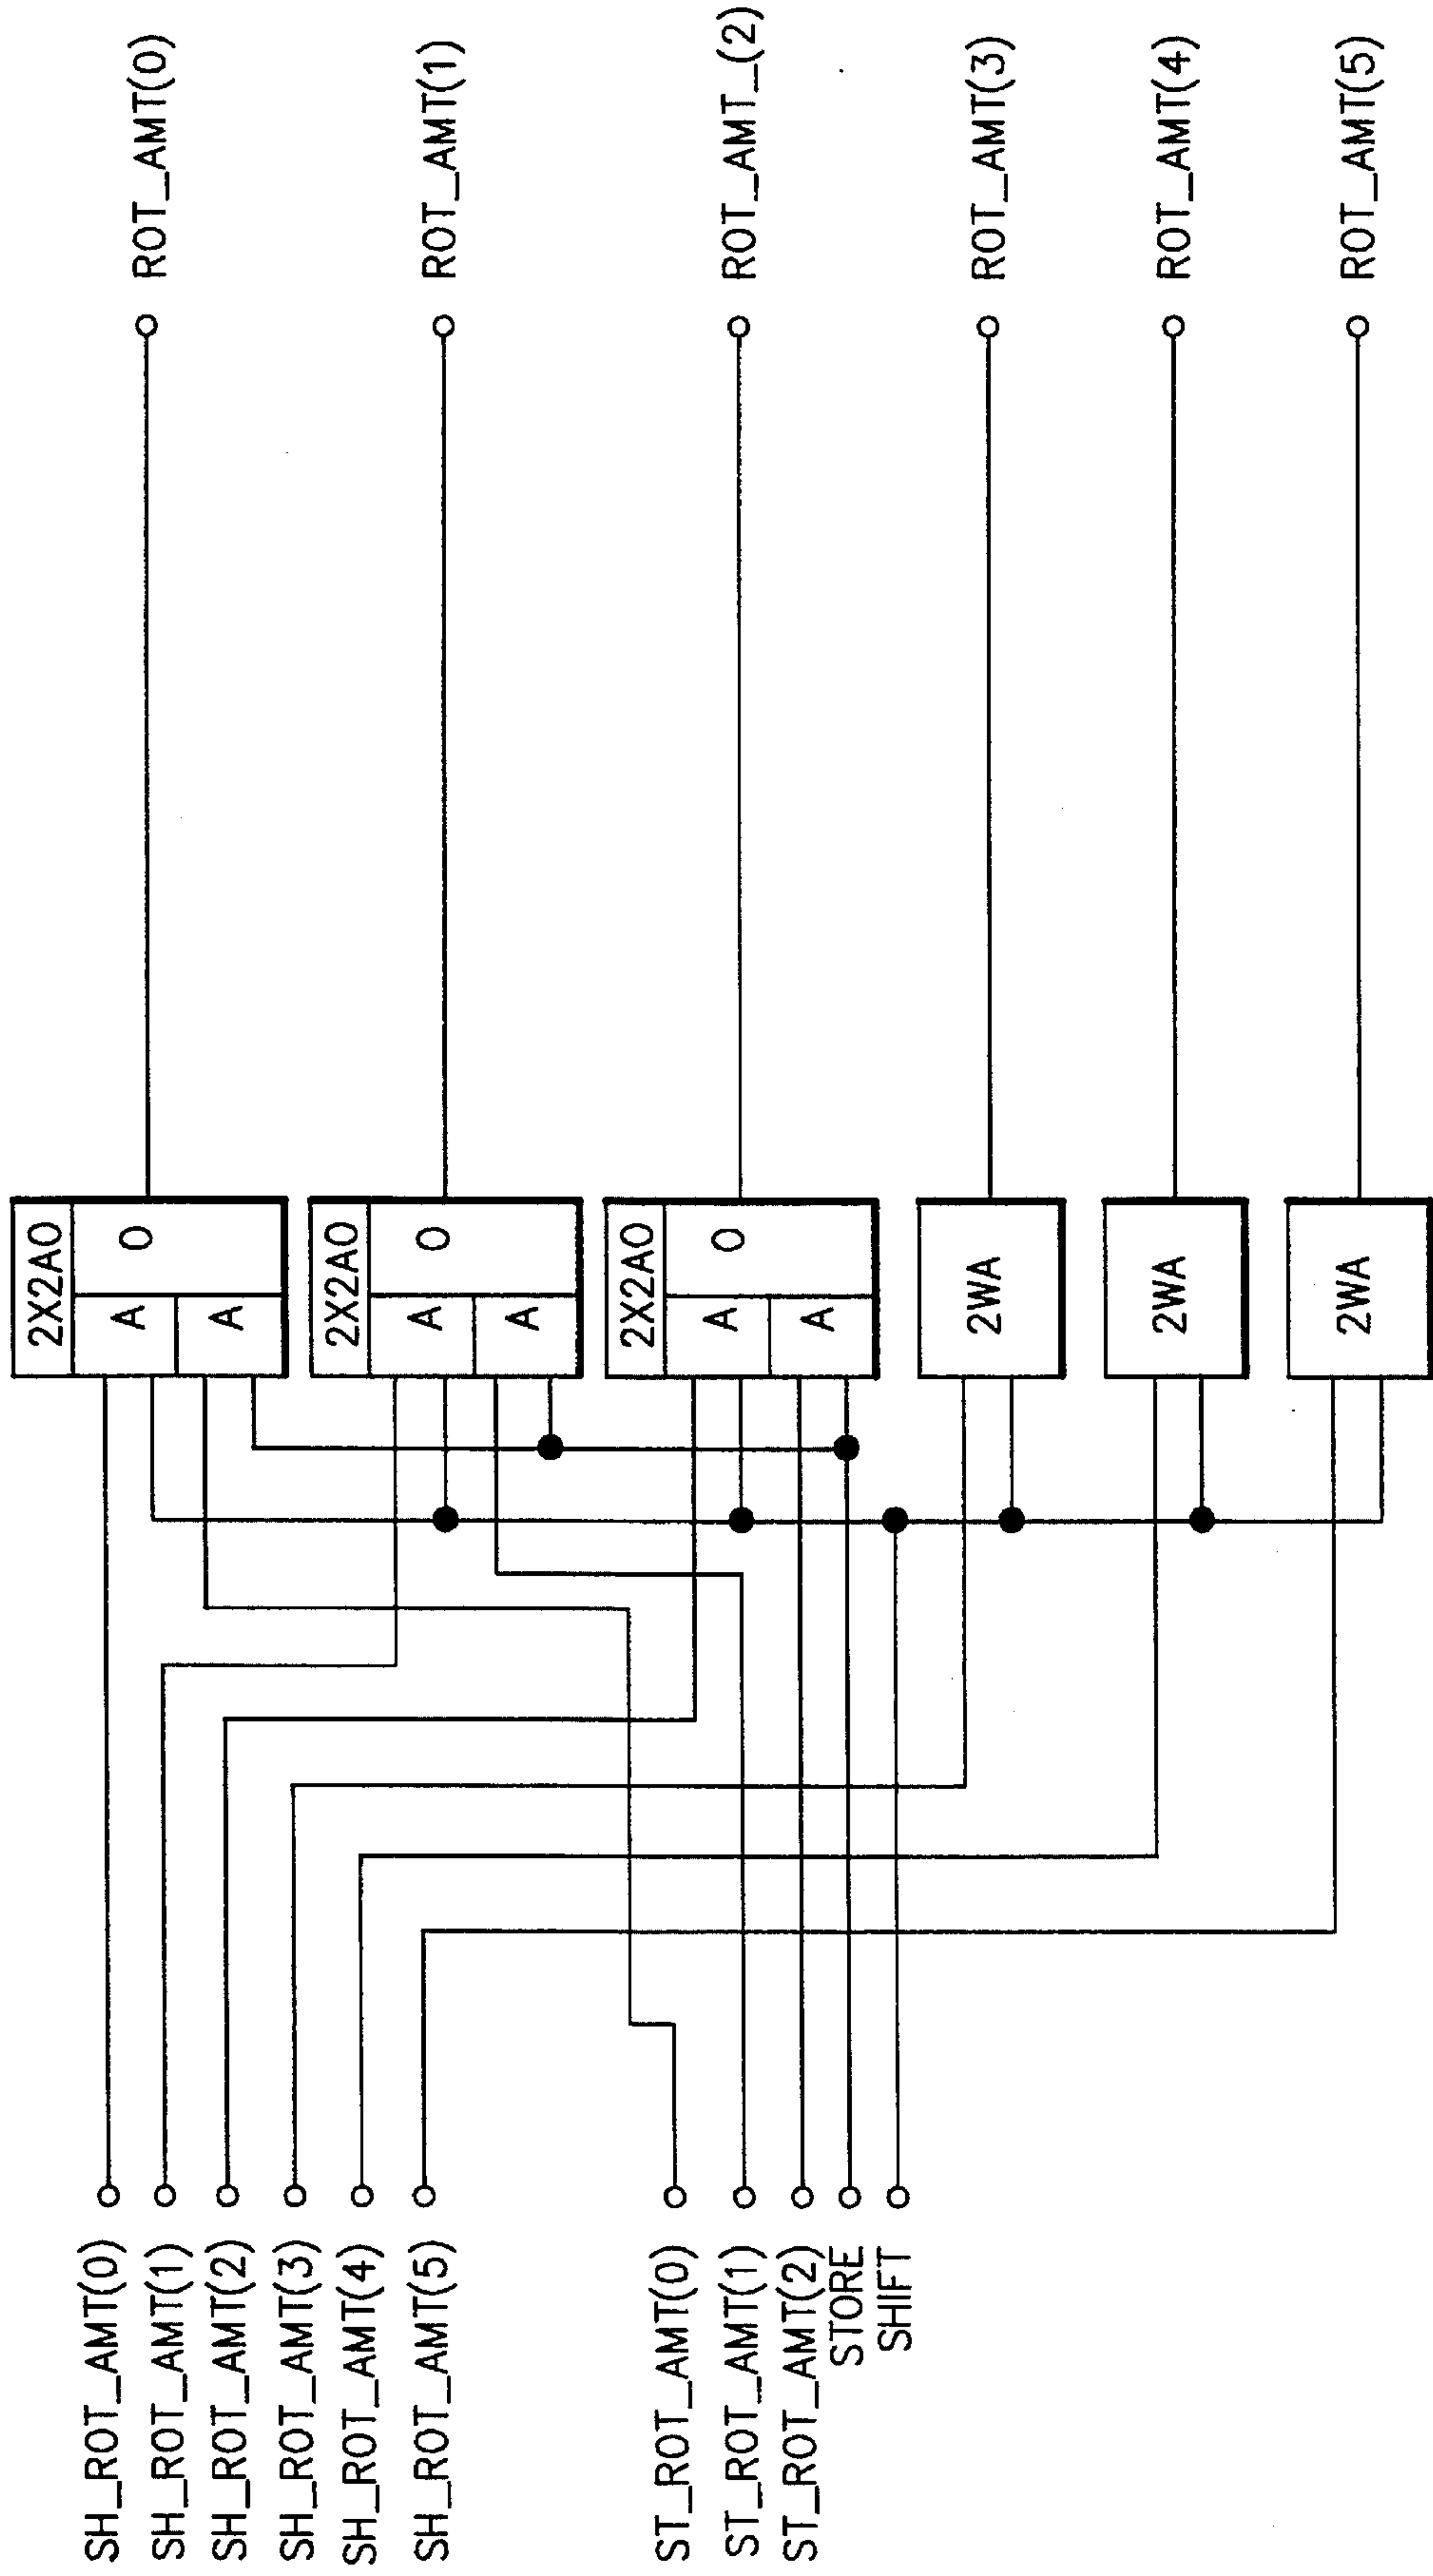 SH_ROT_AMT(0)
SH_ROT_AMT(1)
SH_ROT_AMT(2)
SH_ROT_AMT(3)
SH_ROT_AMT(4)
SH_ROT_AMT(5)
ST_ROT_AMT(0)
ST_ROT_AMT(1)
ST_ROT_AMT(2)
STORE
SHIFT
2X2AO
A
A
O
2X2AO
A
A
O
2X2AO
A
A
O
2WA
2WA
2WA
ROT_AMT(0)
ROT_AMT(1)
ROT_AMT_(2)
ROT_AMT(3)
ROT_AMT(4)
ROT_AMT(5)